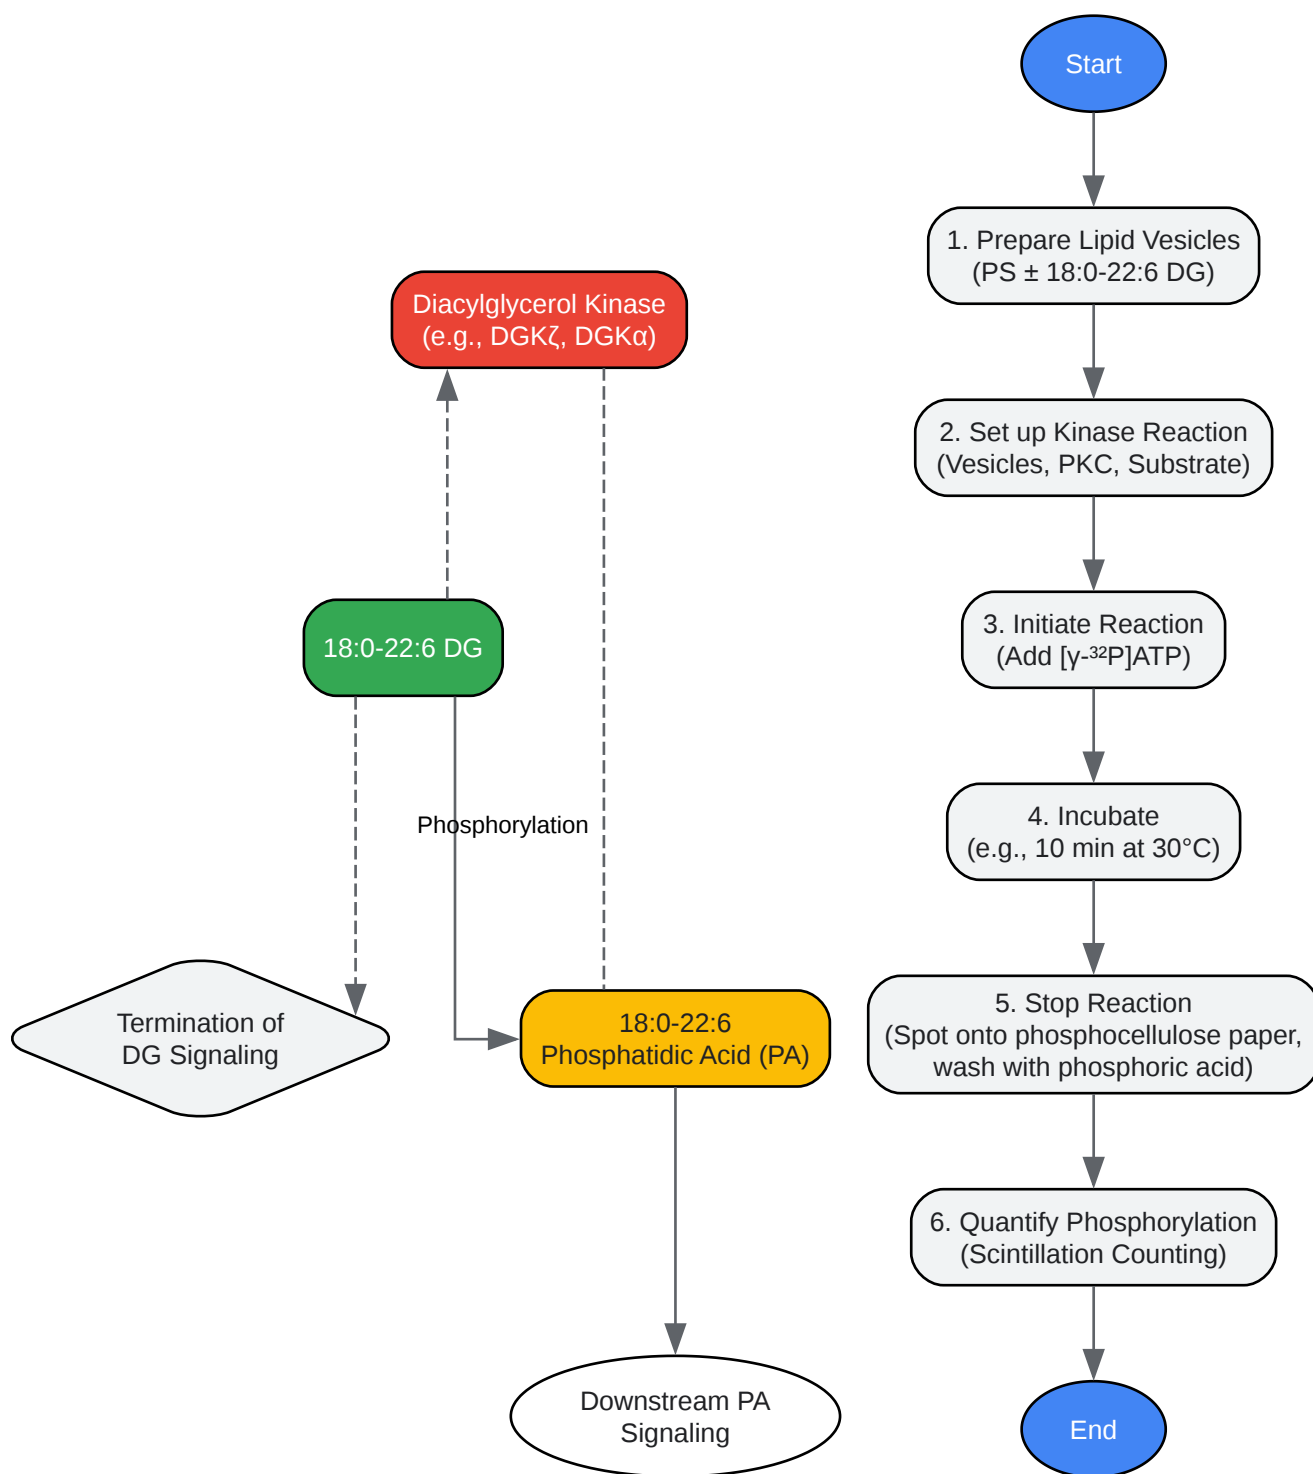 Diacylglycerol Kinase
(e.g., DGKζ, DGKα)
18:0-22:6 DG
Phosphorylation
Termination of
DG Signaling
18:0-22:6
Phosphatidic Acid (PA)
Downstream PA
Signaling
Start
1. Prepare Lipid Vesicles
(PS ± 18:0-22:6 DG)
2. Set up Kinase Reaction
(Vesicles, PKC, Substrate)
3. Initiate Reaction
(Add [γ-³²P]ATP)
4. Incubate
(e.g., 10 min at 30°C)
5. Stop Reaction
(Spot onto phosphocellulose paper,
wash with phosphoric acid)
6. Quantify Phosphorylation
(Scintillation Counting)
End